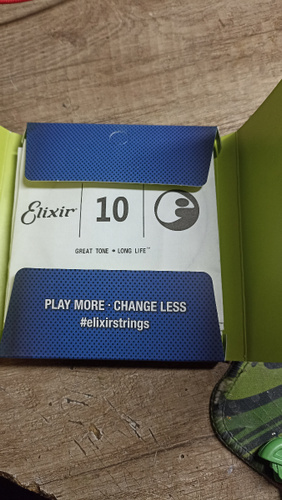 Elixir
10
GREAT TONE • LONG LIFE™
PLAY MORE · CHANGE LESS
#elixirstrings